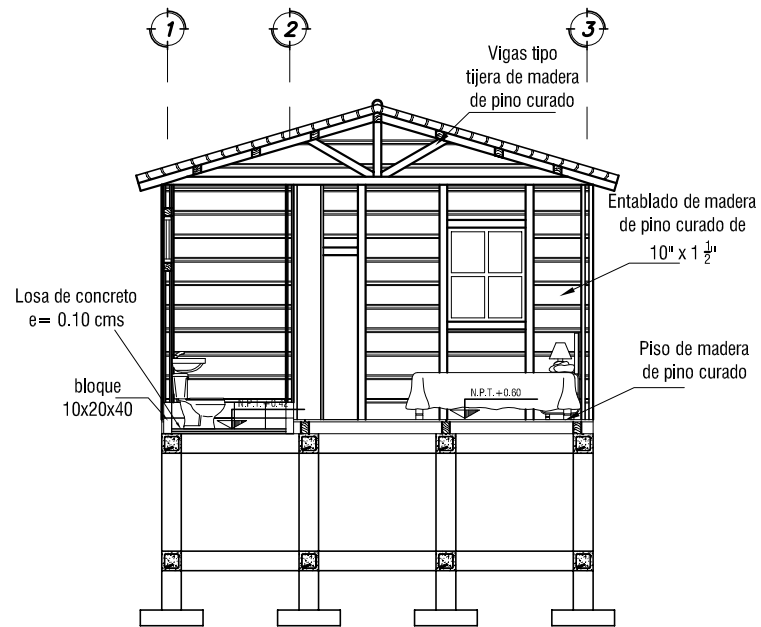 1
2
3
Vigas tipo
tijera de madera
de pino curado
Entablado de madera
de pino curado de
10" x 1 1/2"
Losa de concreto
e= 0.10 cms
bloque
10x20x40
N.P.T.+0.42
N.P.T.+0.60
Piso de madera
de pino curado